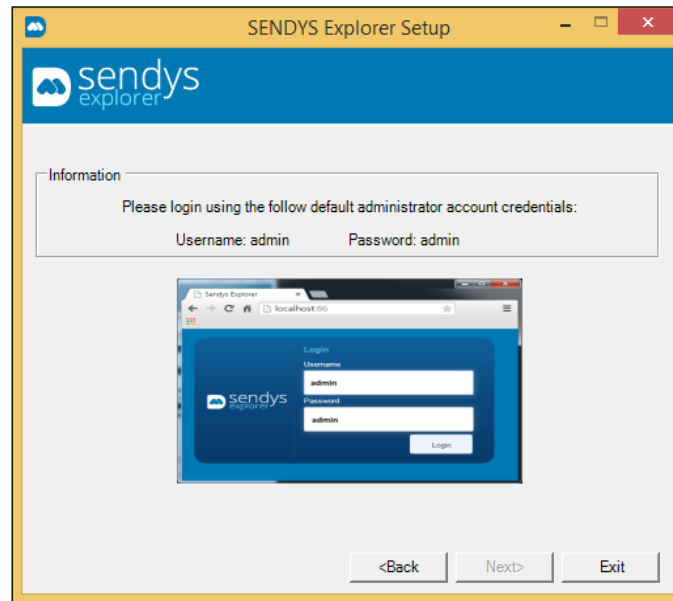 SENDYS Explorer Setup
sendys
explorer
Information
Please login using the follow default administrator account credentials:
Username: admin Password: admin
Sendys Explorer
localhost:86
Login
Username
admin
sendys
explorer
Password
admin
Login
<Back Next> Exit